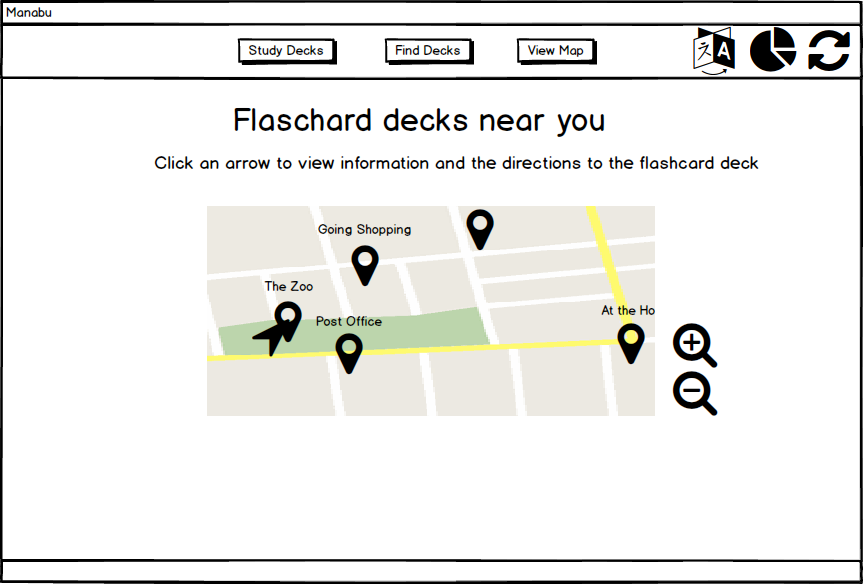 Manabu
Study Decks
Find Decks
View Map
文 A
Flaschard decks near you
Click an arrow to view information and the directions to the flashcard deck
Going Shopping
The Zoo
Post Office
At the Ho